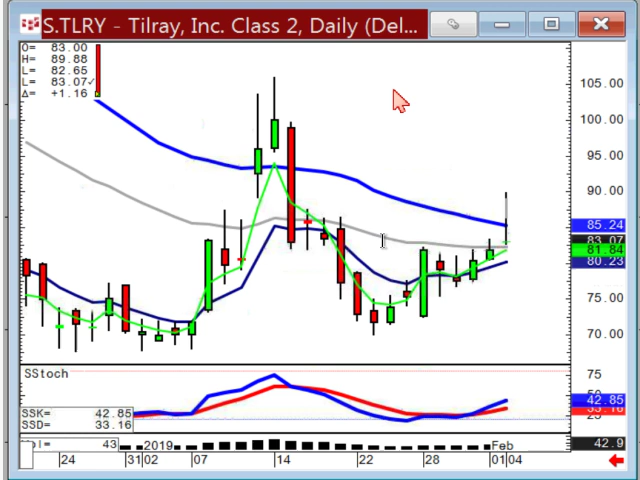 S.TLRY - Tilray, Inc. Class 2, Daily (Del...
O= 83.00
H= 89.88
L= 82.65
L= 83.07✓
Δ= +1.16
105.00
100.00
95.00
90.00
85.24
83.07
81.84
80.23
75.00
70.00
SStoch
75
42.85
33.16
25
SSK= 42.85
SSD= 33.16
43
42.9
24
31
02
2019
07
14
22
28
Feb
01
04